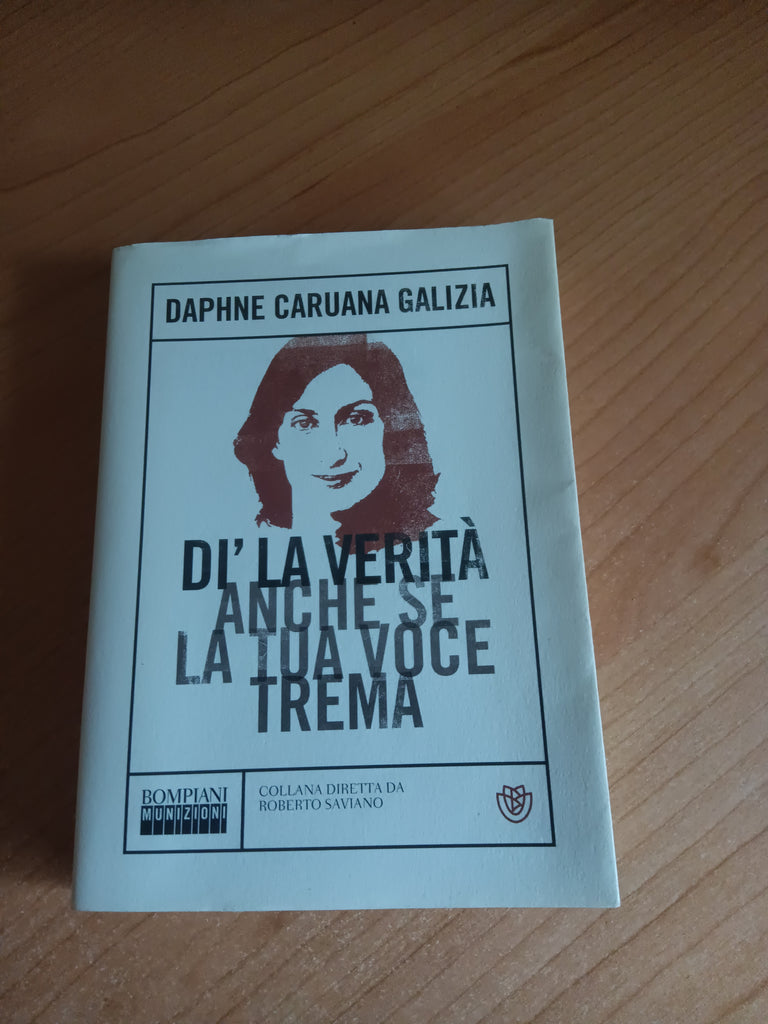 DAPHNE CARUANA GALIZIA
DI' LA VERITÀ
ANCHE SE
LA TUA VOCE
TREMA
BOMPIANI
MUNIZIONI
COLLANA DIRETTA DA
ROBERTO SAVIANO